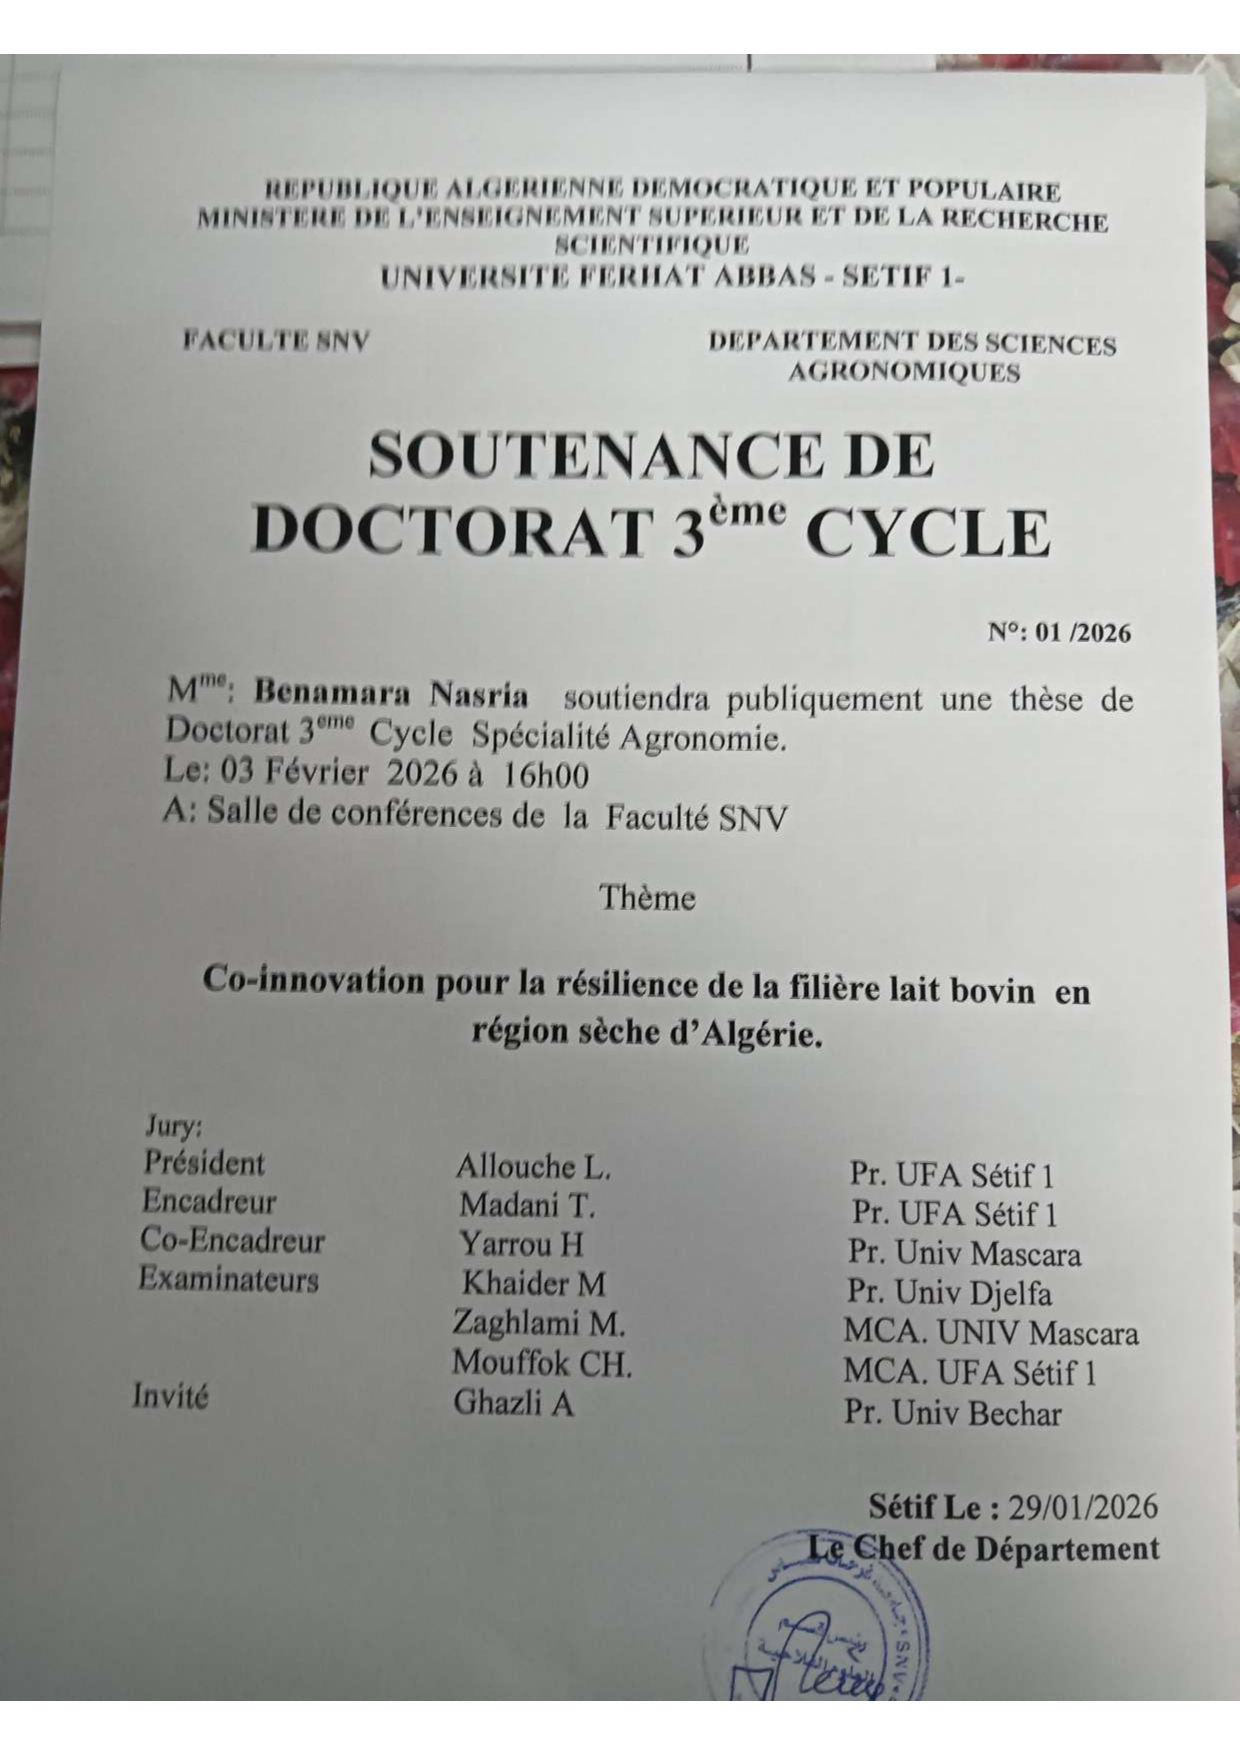 REPUBLIQUE ALGERIENNE DEMOCRATIQUE ET POPULAIRE
MINISTERE DE L'ENSEIGNEMENT SUPERIEUR ET DE LA RECHERCHE
SCIENTIFIQUE
UNIVERSITE FERHAT ABBAS - SETIF 1-
FACULTE SNV DEPARTEMENT DES SCIENCES
AGRONOMIQUES
SOUTENANCE DE
DOCTORAT 3ème CYCLE
N°: 01 /2026
Mme: Benamara Nasria soutiendra publiquement une thèse de
Doctorat 3eme Cycle Spécialité Agronomie.
Le: 03 Février 2026 à 16h00
A: Salle de conférences de la Faculté SNV
Thème
Co-innovation pour la résilience de la filière lait bovin en
région sèche d'Algérie.
Jury:
Président Allouche L. Pr. UFA Sétif 1
Encadreur Madani T. Pr. UFA Sétif 1
Co-Encadreur Yarrou H Pr. Univ Mascara
Examinateurs Khaider M Pr. Univ Djelfa
Zaghlami M. MCA. UNIV Mascara
Mouffok CH. MCA. UFA Sétif 1
Invité Ghazli A Pr. Univ Bechar
Sétif Le : 29/01/2026
Le Chef de Département
SNV